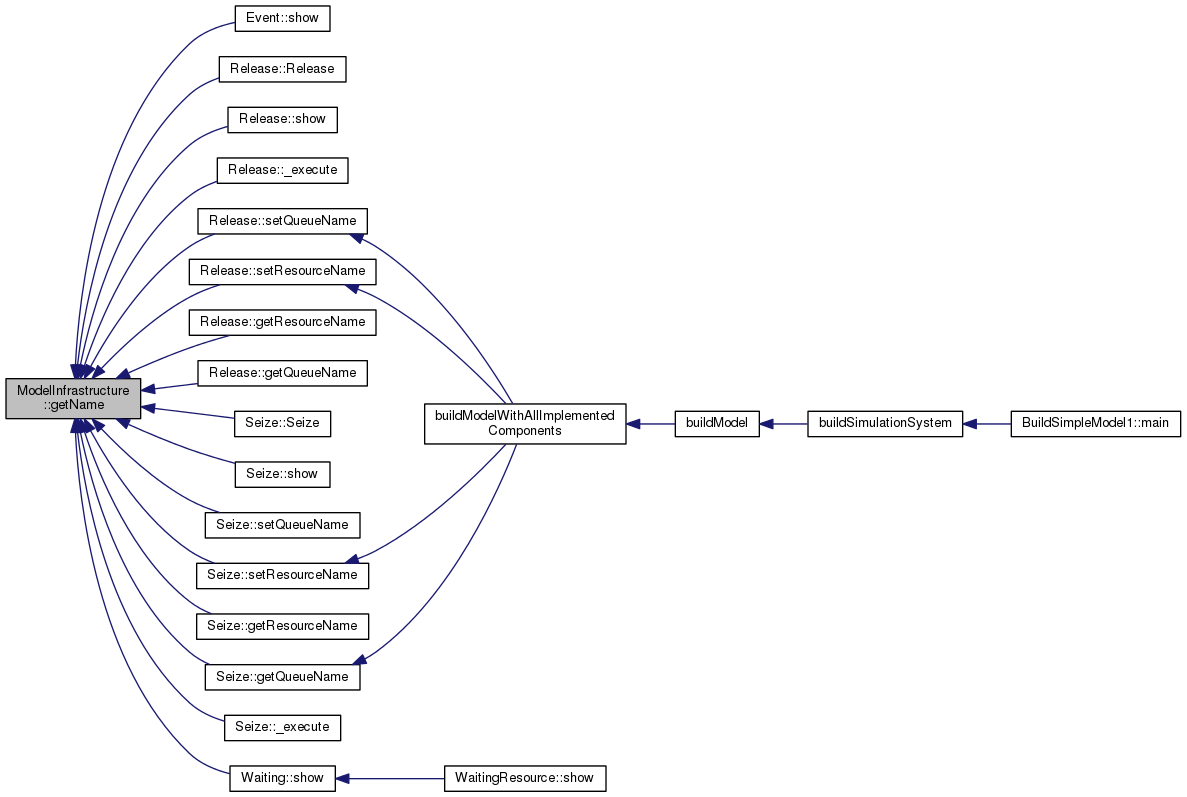 Event::show
Release::Release
Release::show
Release::_execute
Release::setQueueName
Release::setResourceName
Release::getResourceName
Release::getQueueName
ModelInfrastructure
::getName
Seize::Seize
Seize::show
Seize::setQueueName
Seize::setResourceName
Seize::getResourceName
Seize::getQueueName
Seize::_execute
Waiting::show
buildModelWithAllImplemented
Components
buildModel
buildSimulationSystem
BuildSimpleModel1::main
WaitingResource::show